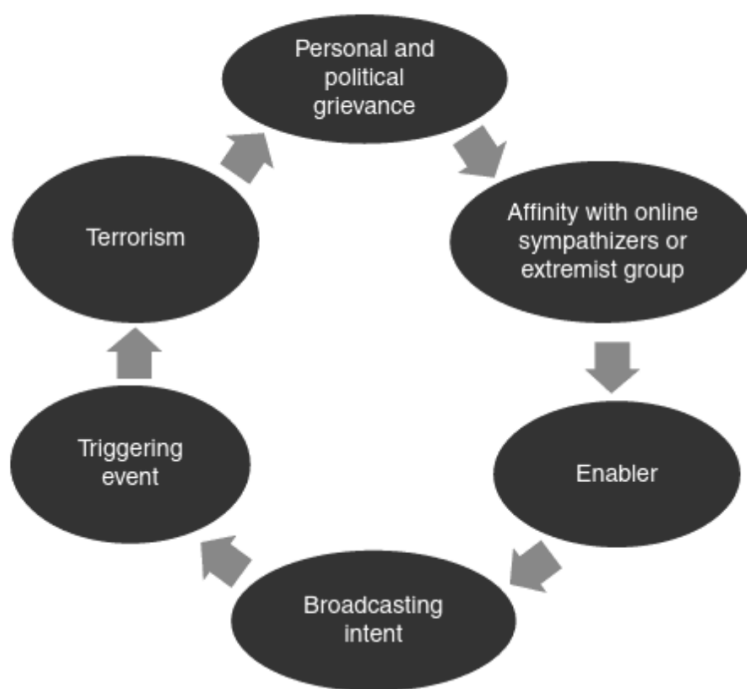 Personal and
political
grievance
Affinity with online
sympathizers or
extremist group
Enabler
Broadcasting
intent
Triggering
event
Terrorism